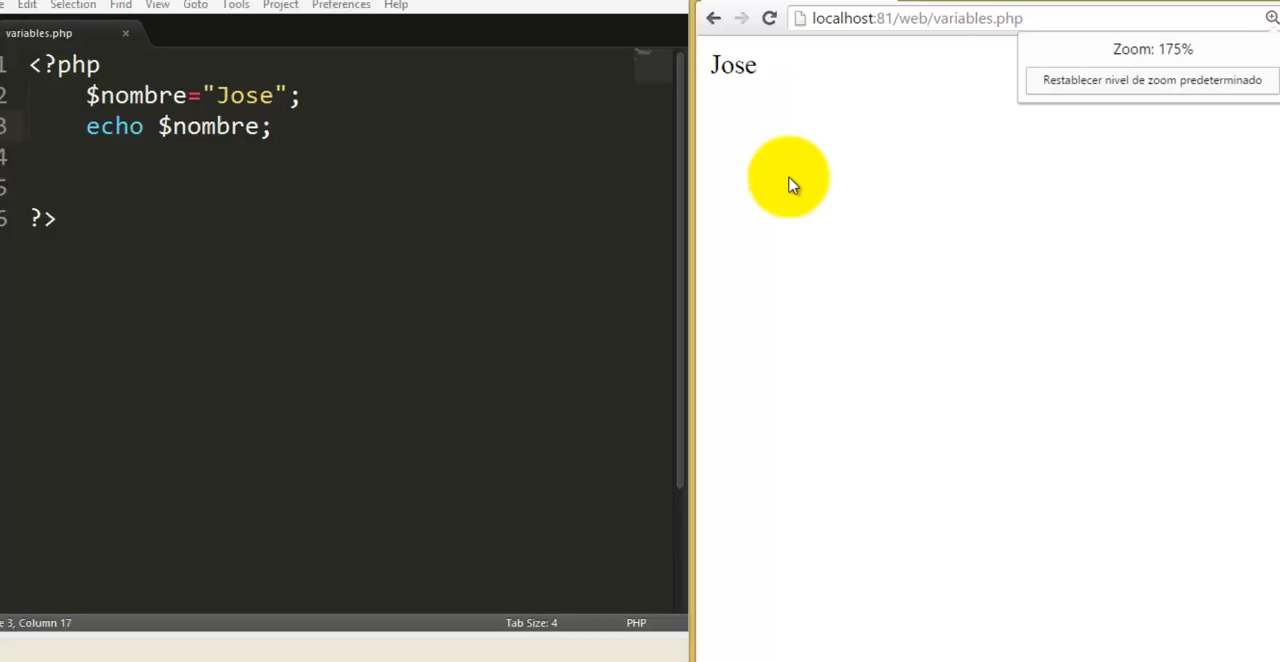 Edit Selection Find View Goto Tools Project Preferences Help
variables.php ×
1 <?php
2 $nombre="Jose";
3 echo $nombre;
4
5
6 ?>
3, Column 17 Tab Size: 4 PHP
localhost:81/web/variables.php
Zoom: 175%
Restablecer nivel de zoom predeterminado
Jose